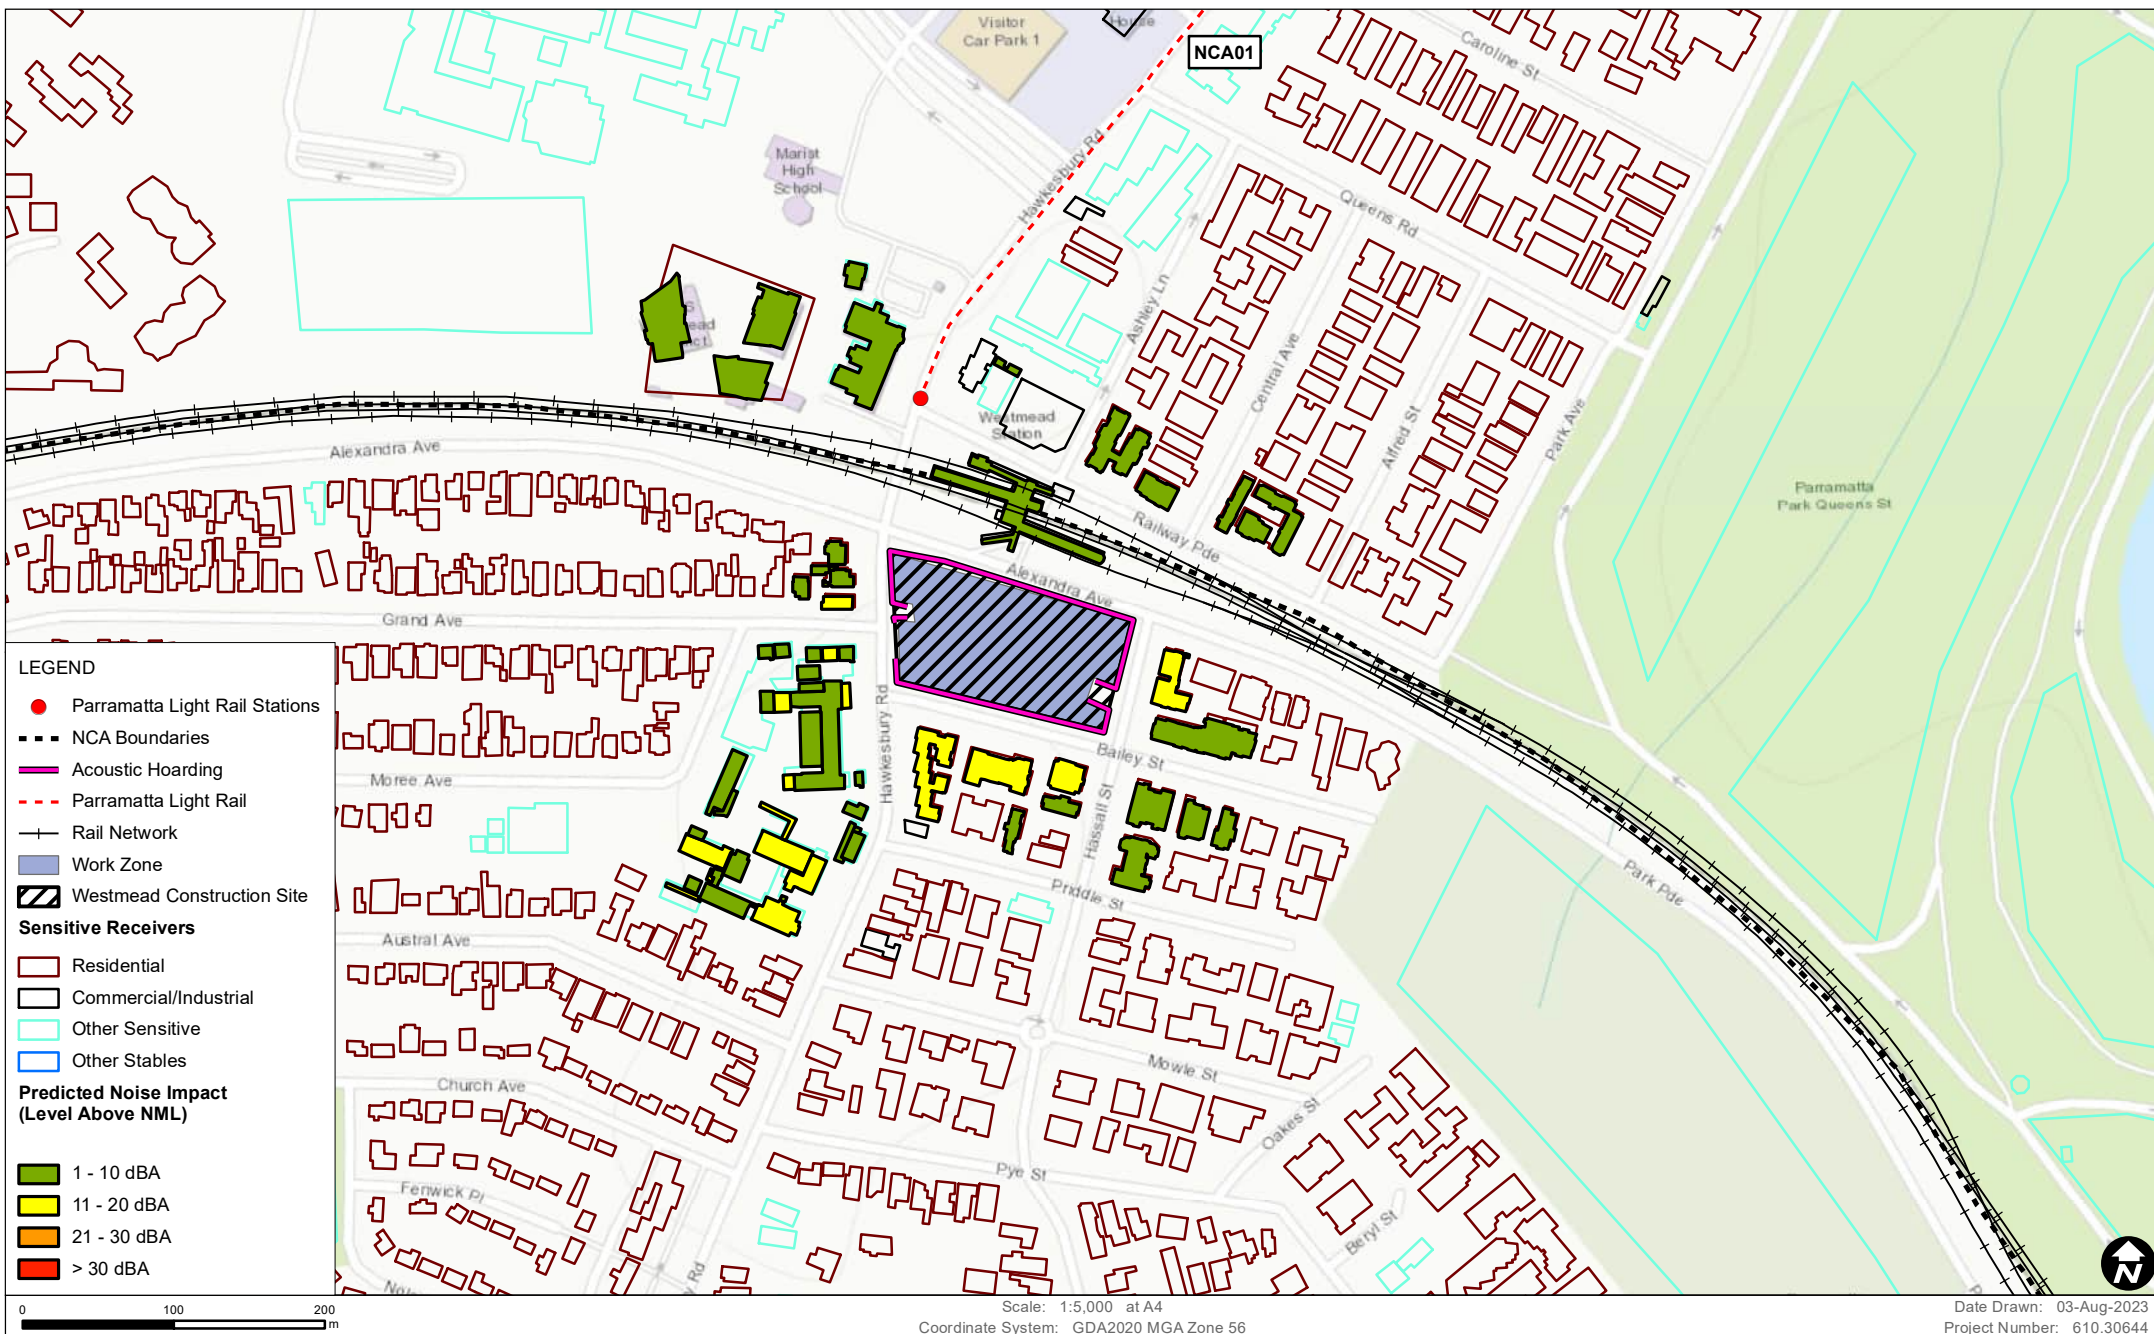 Visitor
Car Park 1
House
NCA01
Caroline St
Marist
High
School
Hawkesbury Rd
Queens Rd
Ashley Ln
Central Ave
Alfred St
Park Ave
Westmead
Station
Parramatta
Park Queens St
Alexandra Ave
Railway Pde
Alexandra Ave
Grand Ave
Hawkesbury Rd
Bailey St
Moree Ave
Hassall St
Priddle St
Park Pde
Austral Ave
Mowle St
Church Ave
Oakes St
Pye St
Fenwick Pl
Beryl St
y Rd
LEGEND
Parramatta Light Rail Stations
NCA Boundaries
Acoustic Hoarding
Parramatta Light Rail
Rail Network
Work Zone
Westmead Construction Site
Sensitive Receivers
Residential
Commercial/Industrial
Other Sensitive
Other Stables
Predicted Noise Impact
(Level Above NML)
1 - 10 dBA
11 - 20 dBA
21 - 30 dBA
> 30 dBA
N
0 100 200
m
Scale: 1:5,000 at A4
Coordinate System: GDA2020 MGA Zone 56
Date Drawn: 03-Aug-2023
Project Number: 610.30644